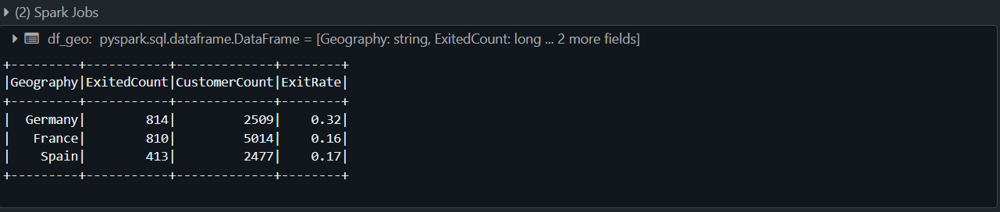 (2) Spark Jobs
df_geo: pyspark.sql.dataframe.DataFrame = [Geography: string, ExitedCount: long ... 2 more fields]
+---------+-----------+-------------+--------+
|Geography|ExitedCount|CustomerCount|ExitRate|
+---------+-----------+-------------+--------+
|  Germany|        814|         2509|    0.32|
|   France|        810|         5014|    0.16|
|    Spain|        413|         2477|    0.17|
+---------+-----------+-------------+--------+